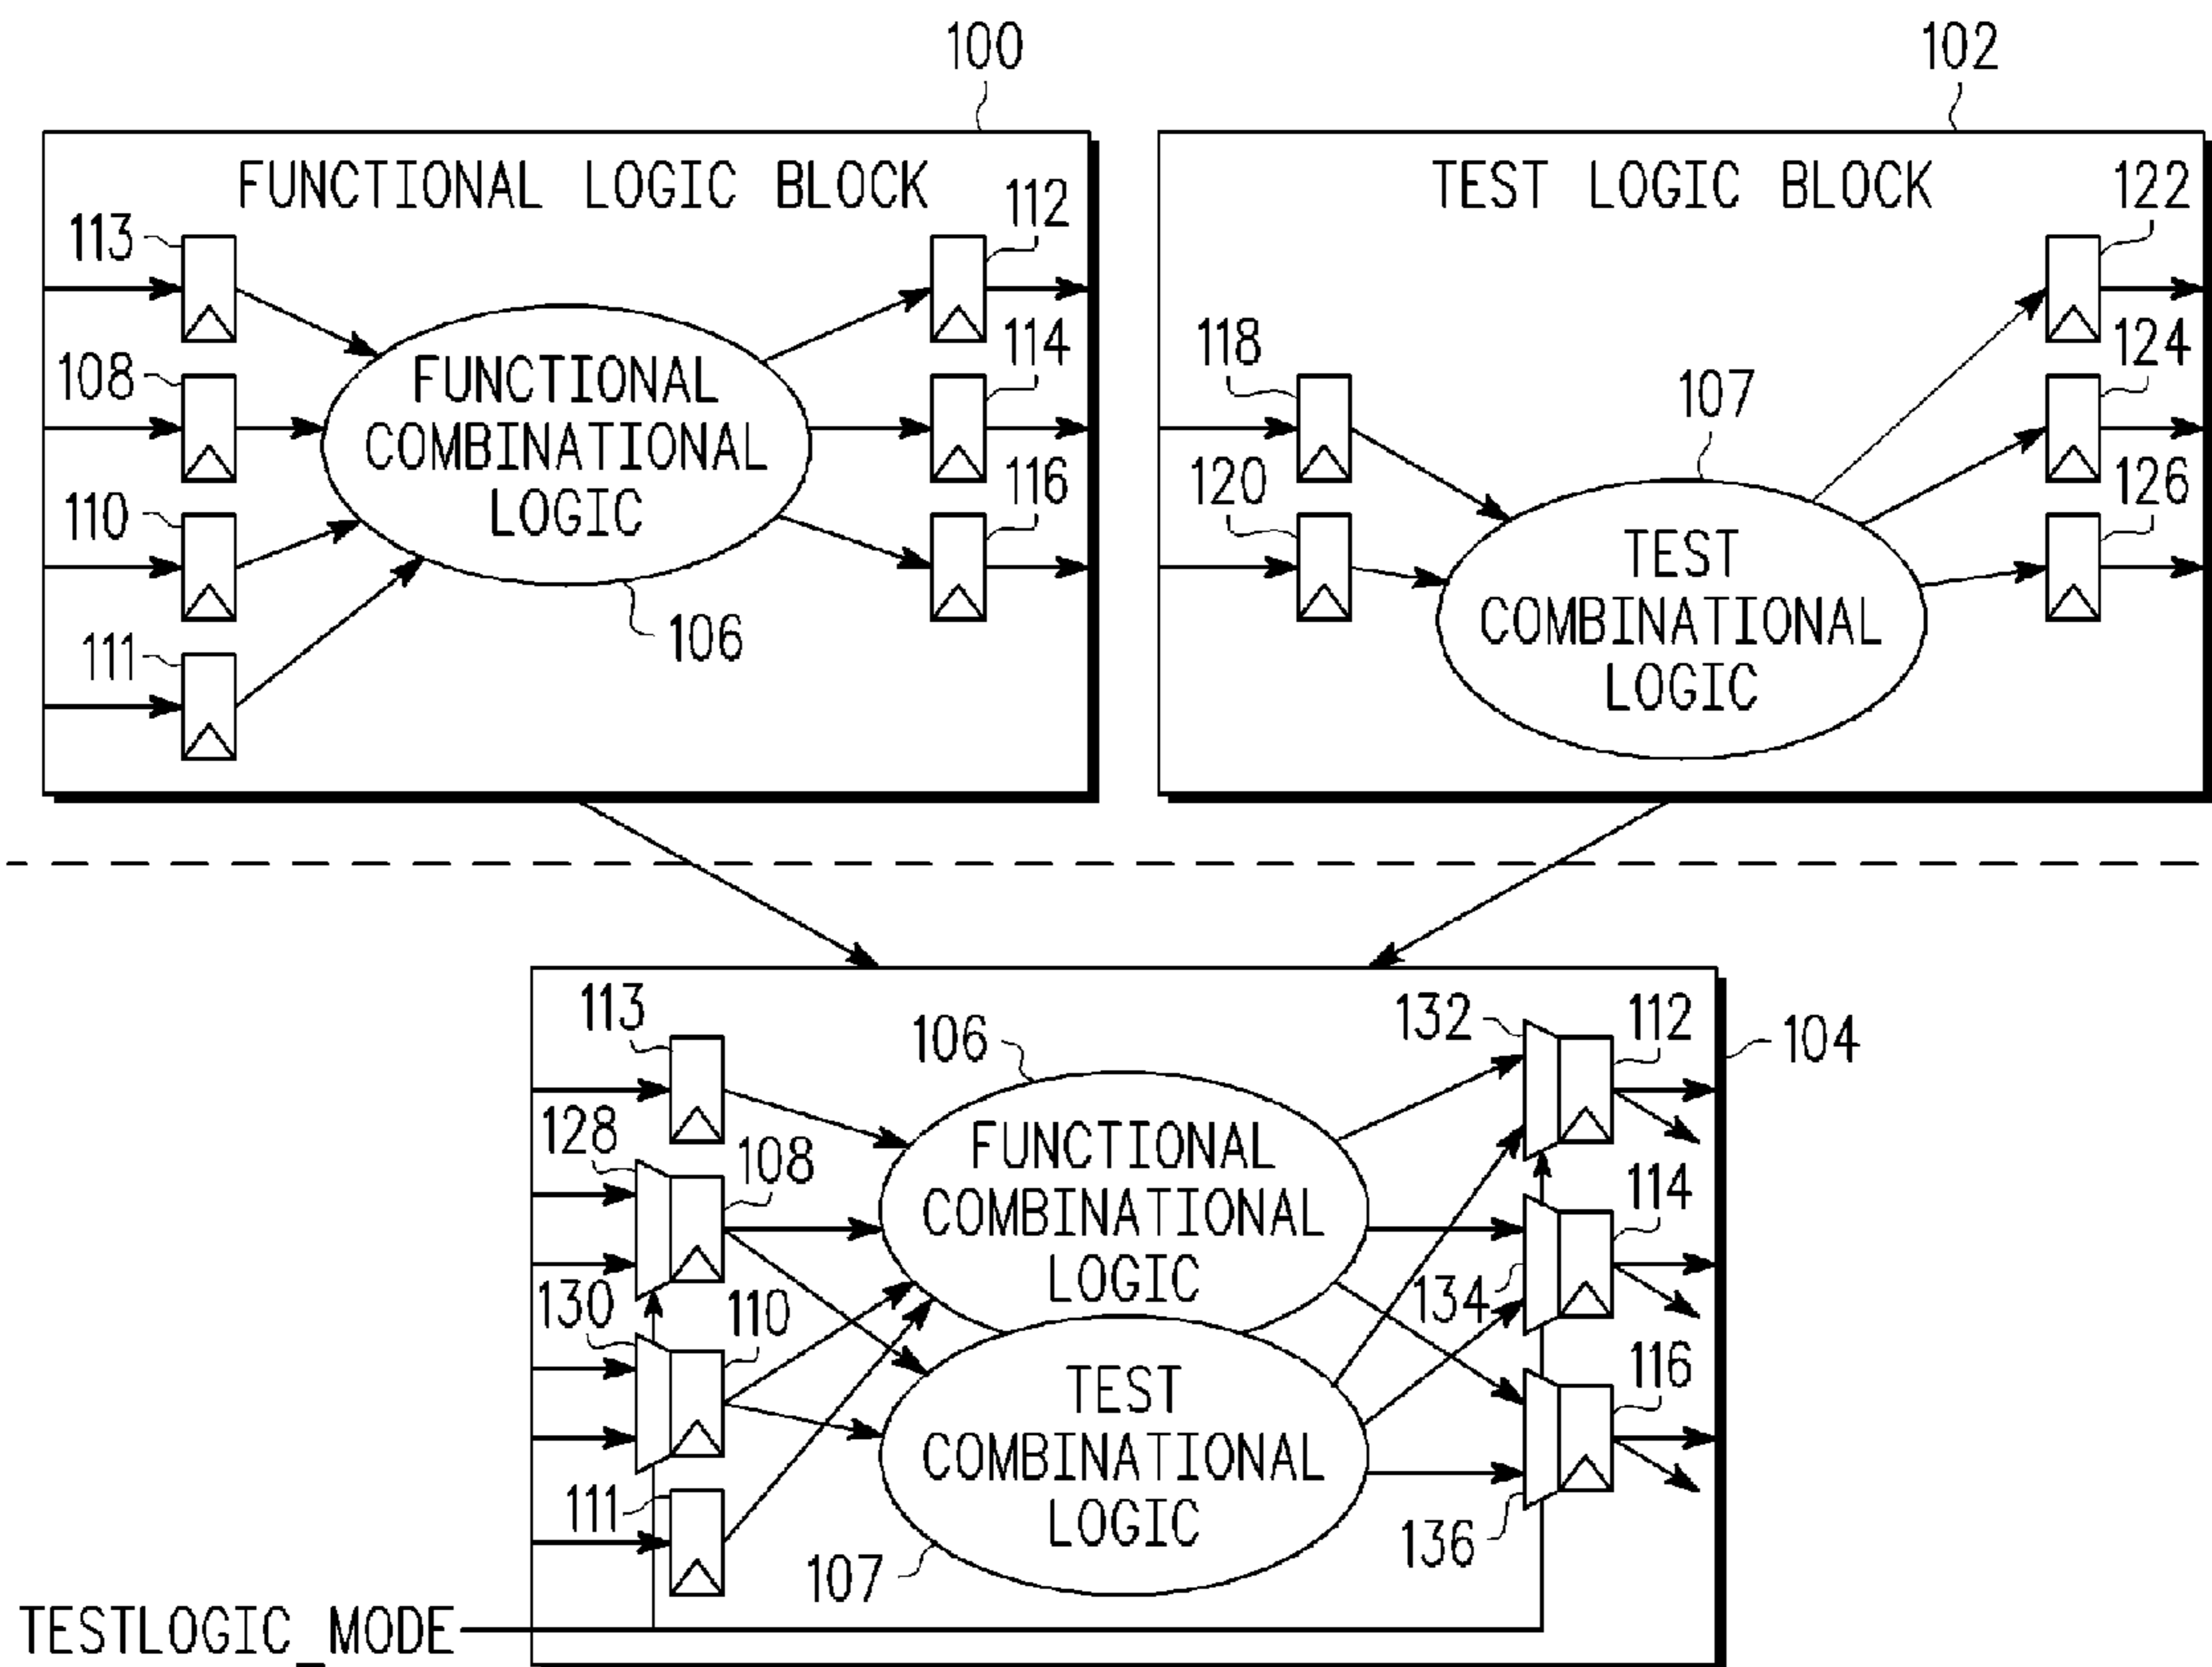 100
102
FUNCTIONAL LOGIC BLOCK
TEST LOGIC BLOCK
113
112
122
108
FUNCTIONAL
COMBINATIONAL
LOGIC
114
118
107
124
110
116
120
TEST
COMBINATIONAL
LOGIC
126
111
106
113
106
132
112
104
128
108
FUNCTIONAL
COMBINATIONAL
LOGIC
114
130
110
134
TEST
COMBINATIONAL
LOGIC
116
111
107
136
TESTLOGIC_MODE